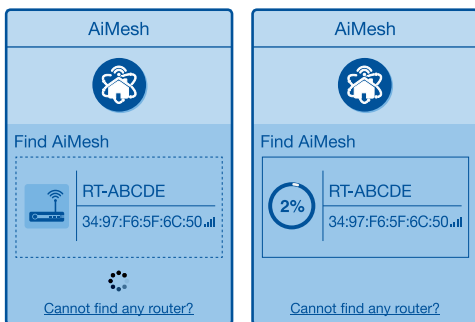 AiMesh
Find AiMesh
RT-ABCDE
34:97:F6:5F:6C:50
Cannot find any router?
AiMesh
Find AiMesh
2%
RT-ABCDE
34:97:F6:5F:6C:50
Cannot find any router?